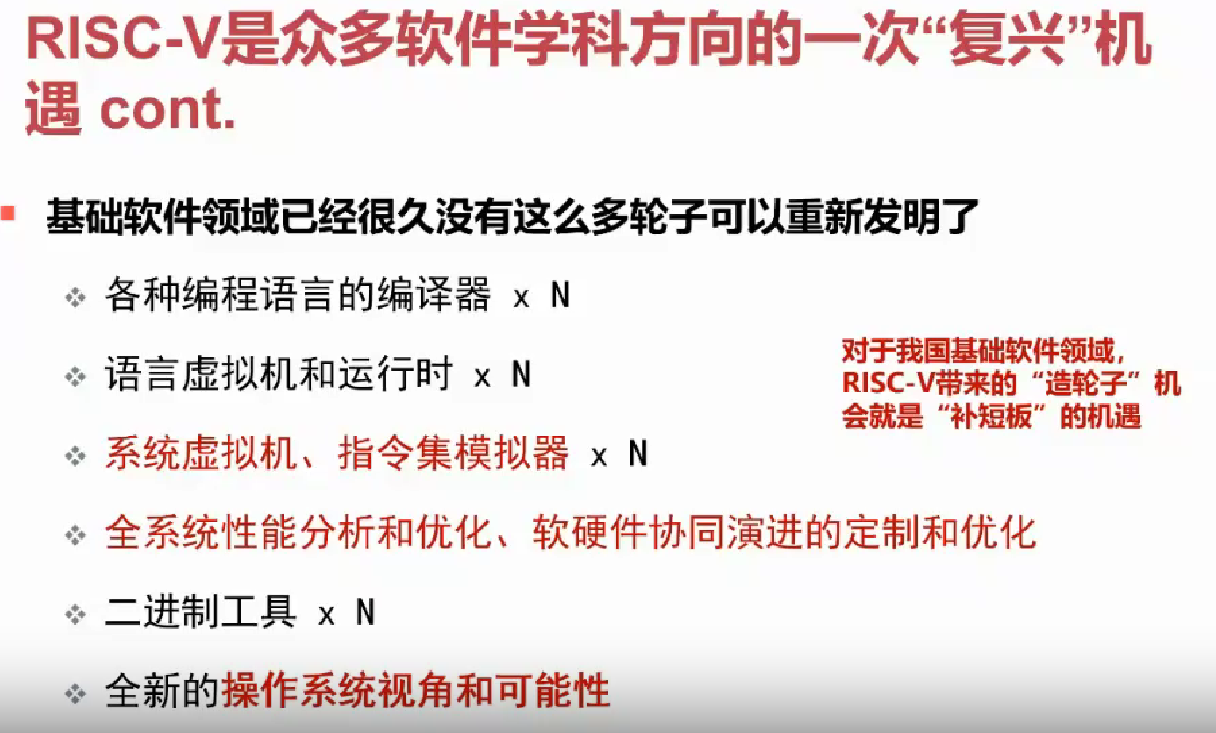 RISC-V是众多软件学科方向的一次“复兴”机
遇 cont.
基础软件领域已经很久没有这么多轮子可以重新发明了
各种编程语言的编译器 x N
语言虚拟机和运行时 x N
对于我国基础软件领域，
RISC-V带来的“造轮子”机
会就是“补短板”的机遇
系统虚拟机、指令集模拟器 x N
全系统性能分析和优化、软硬件协同演进的定制和优化
二进制工具 x N
全新的操作系统视角和可能性